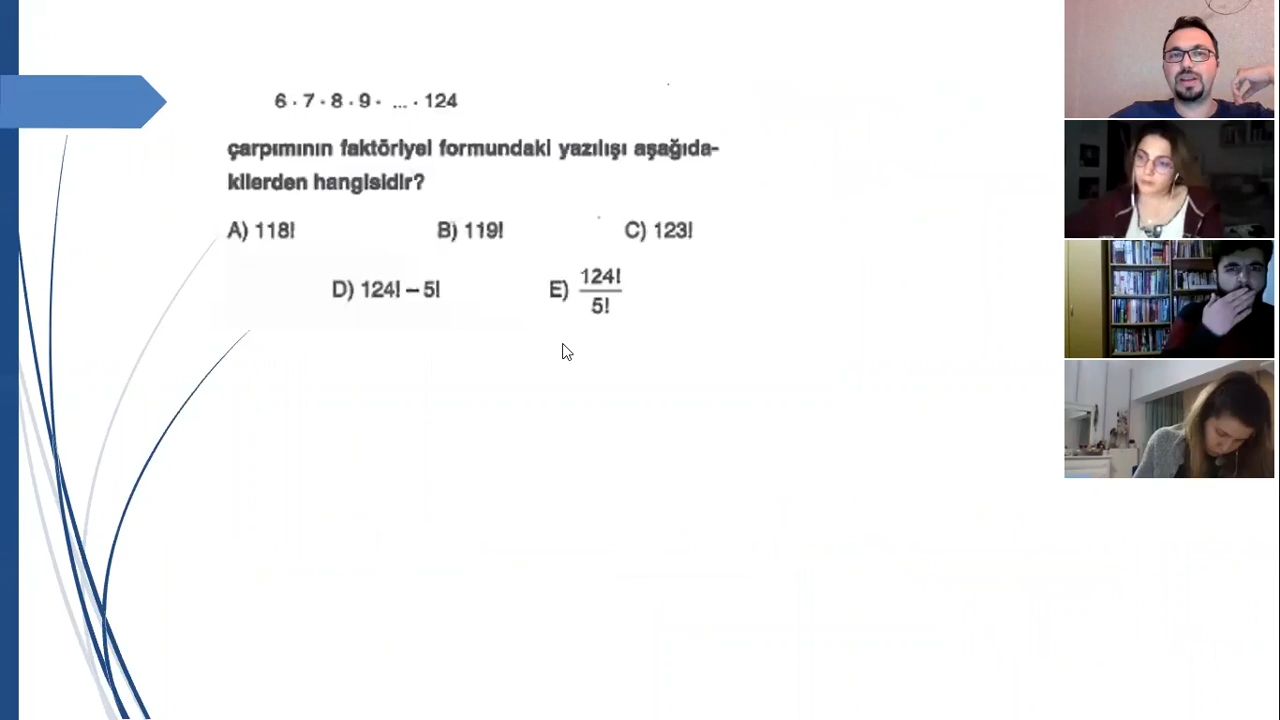 6 · 7 · 8 · 9 · ... · 124
çarpımının faktöriyel formundaki yazılışı aşağıda-
kilerden hangisidir?
A) 118! B) 119! C) 123!
D) 124! – 5! E) 124!/5!